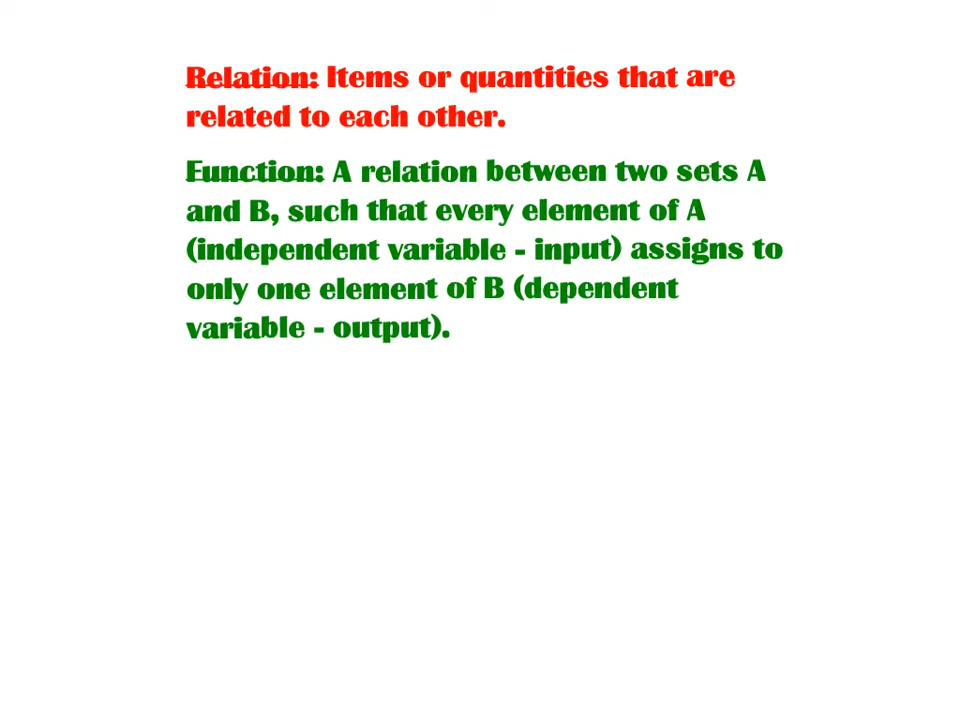 Relation: Items or quantities that are
related to each other.
Function: A relation between two sets A
and B, such that every element of A
(independent variable - input) assigns to
only one element of B (dependent
variable - output).